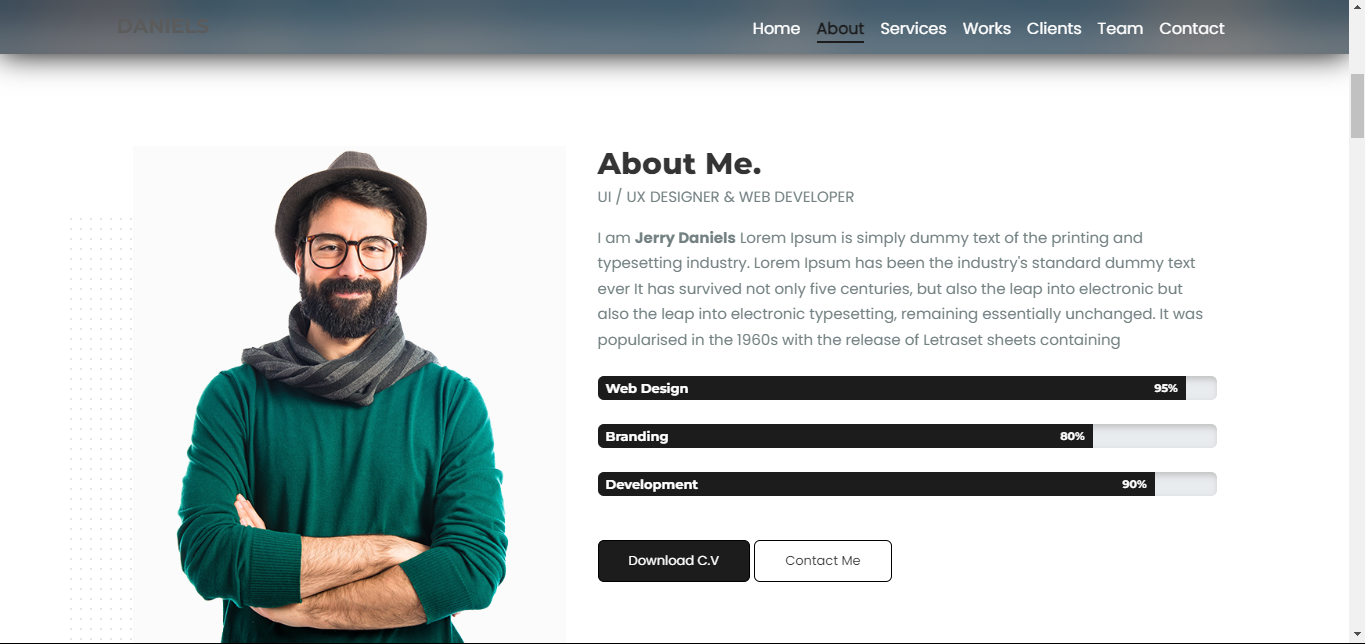 DANIELS
Home About Services Works Clients Team Contact
About Me.
UI / UX DESIGNER & WEB DEVELOPER
I am Jerry Daniels Lorem Ipsum is simply dummy text of the printing and
typesetting industry. Lorem Ipsum has been the industry's standard dummy text
ever It has survived not only five centuries, but also the leap into electronic but
also the leap into electronic typesetting, remaining essentially unchanged. It was
popularised in the 1960s with the release of Letraset sheets containing
Web Design 95%
Branding 80%
Development 90%
Download C.V Contact Me